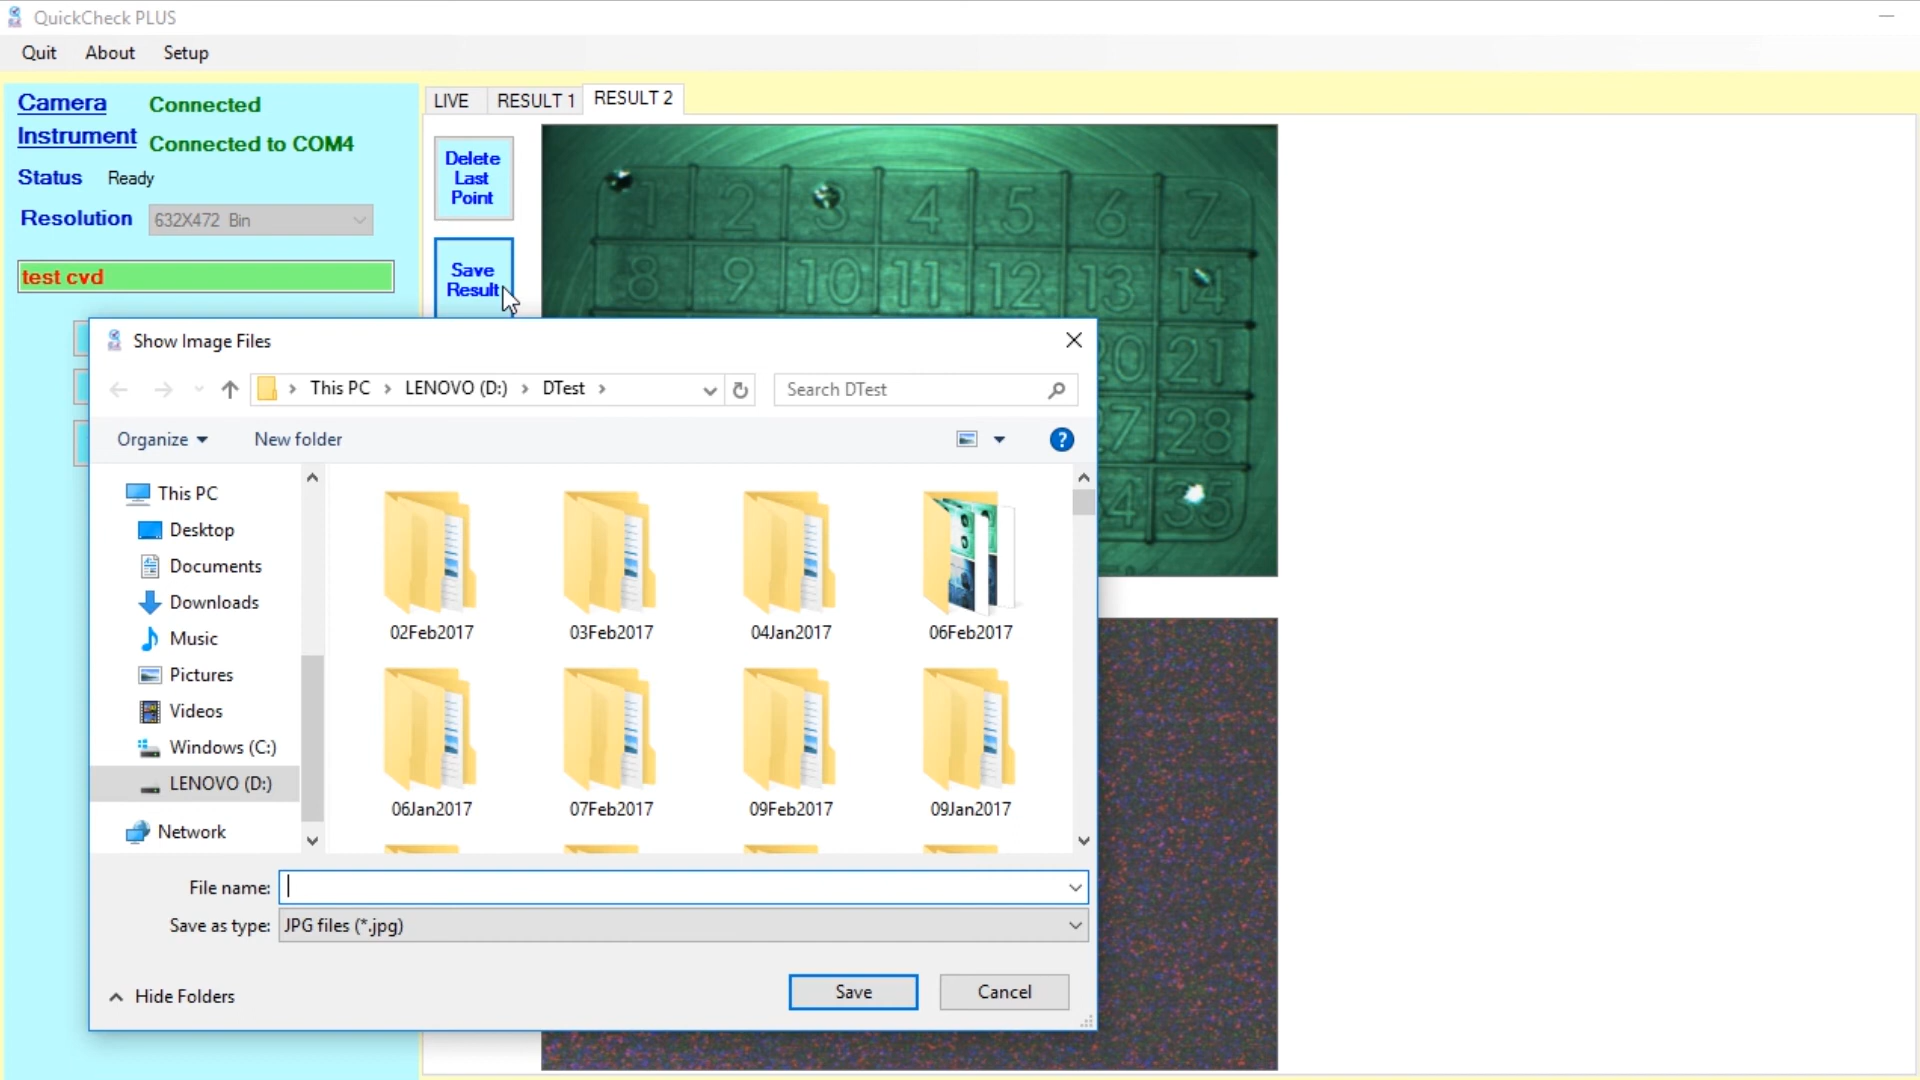 QuickCheck PLUS
Quit About Setup
Camera Connected
Instrument Connected to COM4
Status Ready
Resolution 632X472 Bin
test cvd
LIVE RESULT 1 RESULT 2
Delete
Last
Point
Save
Result
1 2 3 4 5 6 7
8 9 10 11 12 13 14
20 21
27 28
34 35
Show Image Files
This PC LENOVO (D:) DTest
Search DTest
Organize New folder
This PC
Desktop
Documents
Downloads
Music
Pictures
Videos
Windows (C:)
LENOVO (D:)
Network
02Feb2017 03Feb2017 04Jan2017 06Feb2017
06Jan2017 07Feb2017 09Feb2017 09Jan2017
File name:
Save as type: JPG files (*.jpg)
Hide Folders
Save Cancel